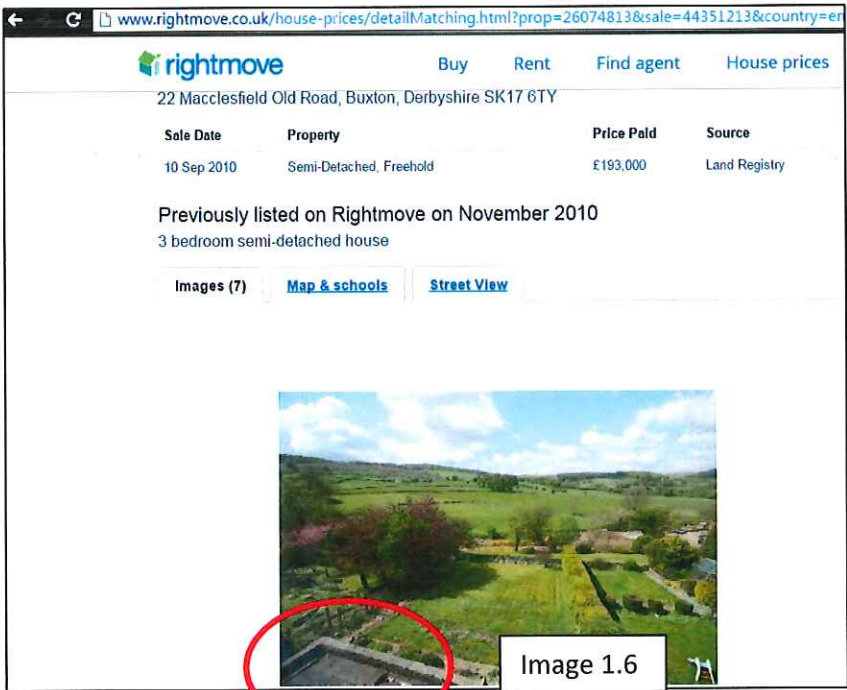 www.rightmove.co.uk/house-prices/detailMatching.html?prop=26074813&sale=44351213&country=en
rightmove
Buy Rent Find agent House prices
22 Macclesfield Old Road, Buxton, Derbyshire SK17 6TY
Sale Date Property Price Paid Source
10 Sep 2010 Semi-Detached, Freehold £193,000 Land Registry
Previously listed on Rightmove on November 2010
3 bedroom semi-detached house
Images (7) Map & schools Street View
Image 1.6